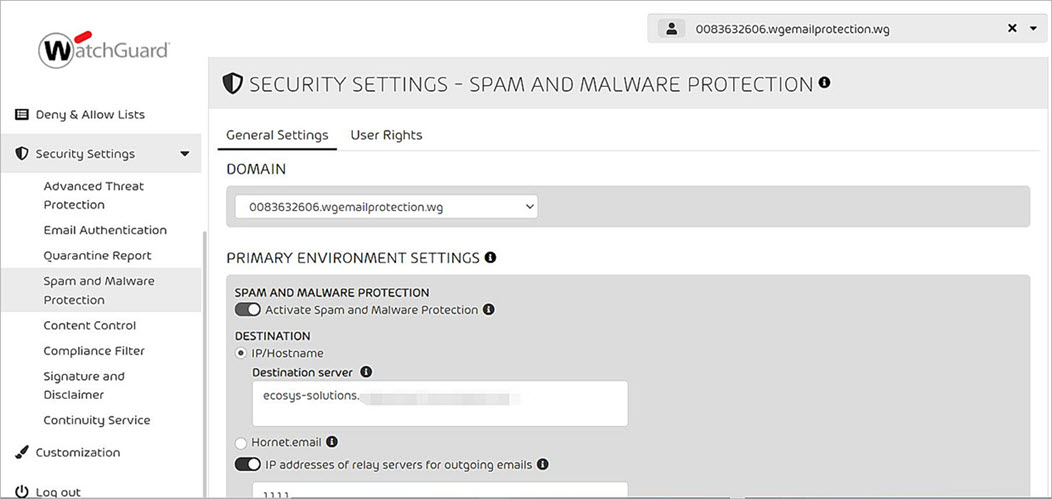 WatchGuard
0083632606.wgemailprotection.wg
SECURITY SETTINGS - SPAM AND MALWARE PROTECTION
Deny & Allow Lists
Security Settings
Advanced Threat
Protection
Email Authentication
Quarantine Report
Spam and Malware
Protection
Content Control
Compliance Filter
Signature and
Disclaimer
Continuity Service
Customization
Log out
General Settings User Rights
DOMAIN
0083632606.wgemailprotection.wg
PRIMARY ENVIRONMENT SETTINGS
SPAM AND MALWARE PROTECTION
Activate Spam and Malware Protection
DESTINATION
IP/Hostname
Destination server
ecosys-solutions.
Hornet.email
IP addresses of relay servers for outgoing emails